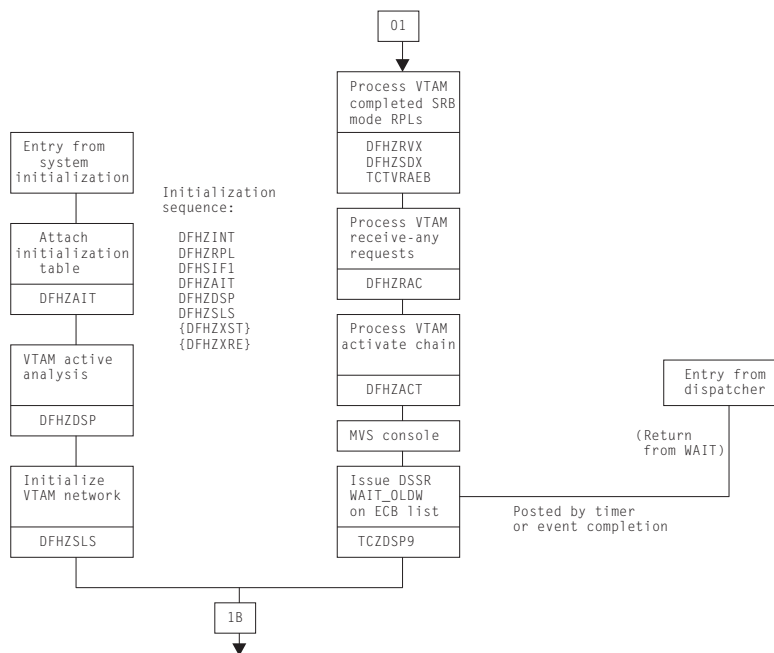 01
Process VTAM
completed SRB
mode RPLs
DFHZRVX
DFHZSDX
TCTVRAEB
Entry from
system
initialization
Initialization
sequence:
DFHZINT
DFHZRPL
DFHSIF1
DFHZAIT
DFHZDSP
DFHZSLS
{DFHZXST}
{DFHZXRE}
Attach
initialization
table
DFHZAIT
Process VTAM
receive-any
requests
DFHZRAC
VTAM active
analysis
DFHZDSP
Process VTAM
activate chain
DFHZACT
Entry from
dispatcher
MVS console
(Return
from WAIT)
Initialize
VTAM network
DFHZSLS
Issue DSSR
WAIT_OLDW
on ECB list
TCZDSP9
Posted by timer
or event completion
1B